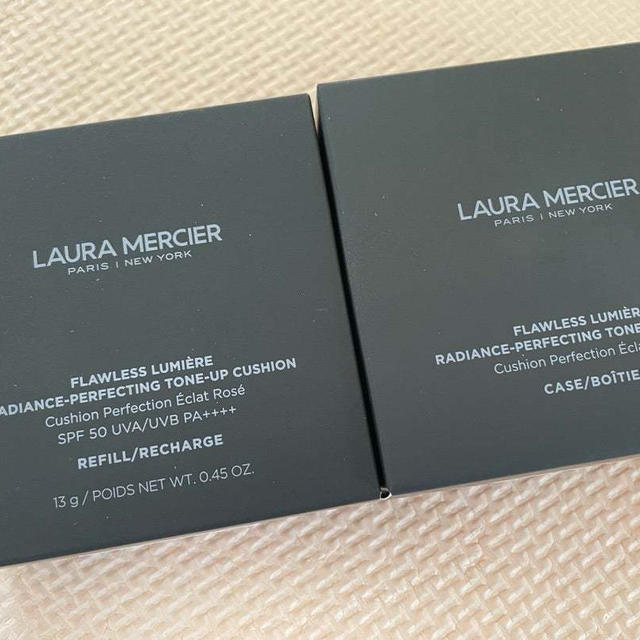 LAURA MERCIER
PARIS | NEW YORK
FLAWLESS LUMIÈRE
RADIANCE-PERFECTING TONE-UP CUSHION
Cushion Perfection Éclat Rosé
SPF 50 UVA/UVB PA++++
REFILL/RECHARGE
13 g / POIDS NET WT. 0.45 OZ.
LAURA MERCIER
PARIS | NEW YORK
FLAWLESS LUMIÈRE
RADIANCE-PERFECTING TONE-
Cushion Perfection Écla
CASE/BOÎTIE